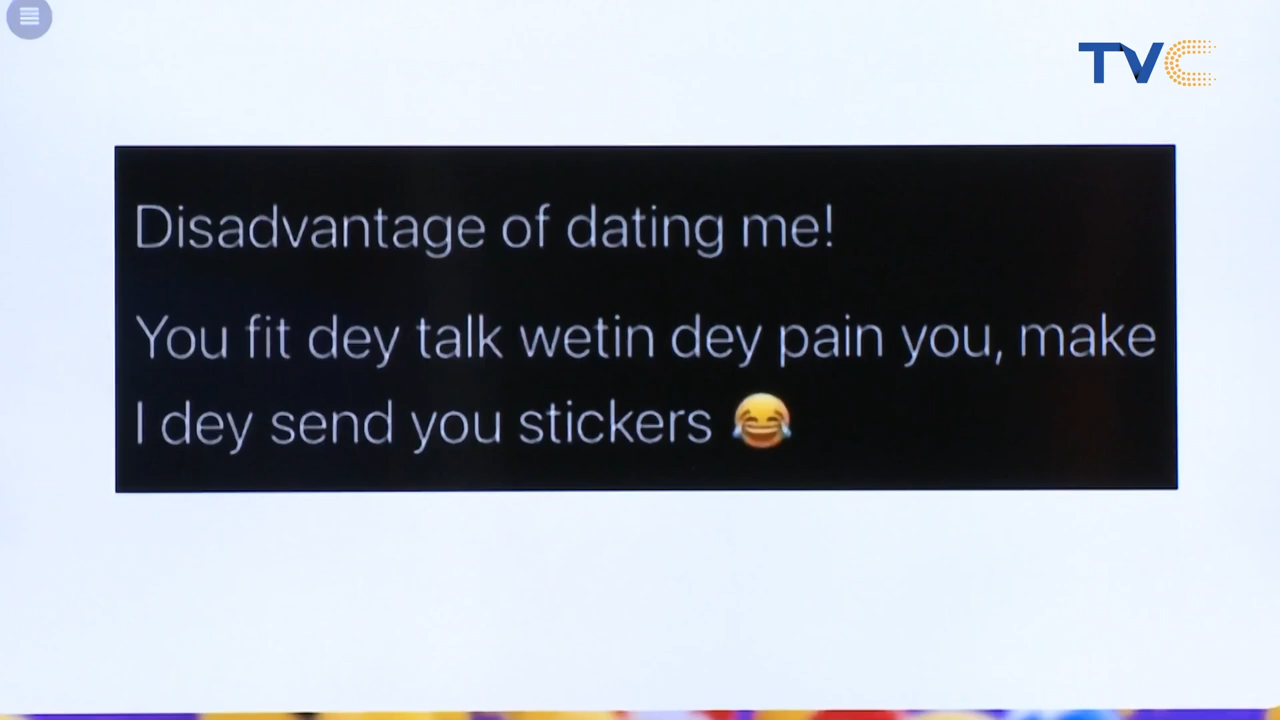 TVC
Disadvantage of dating me!
You fit dey talk wetin dey pain you, make
I dey send you stickers 😂